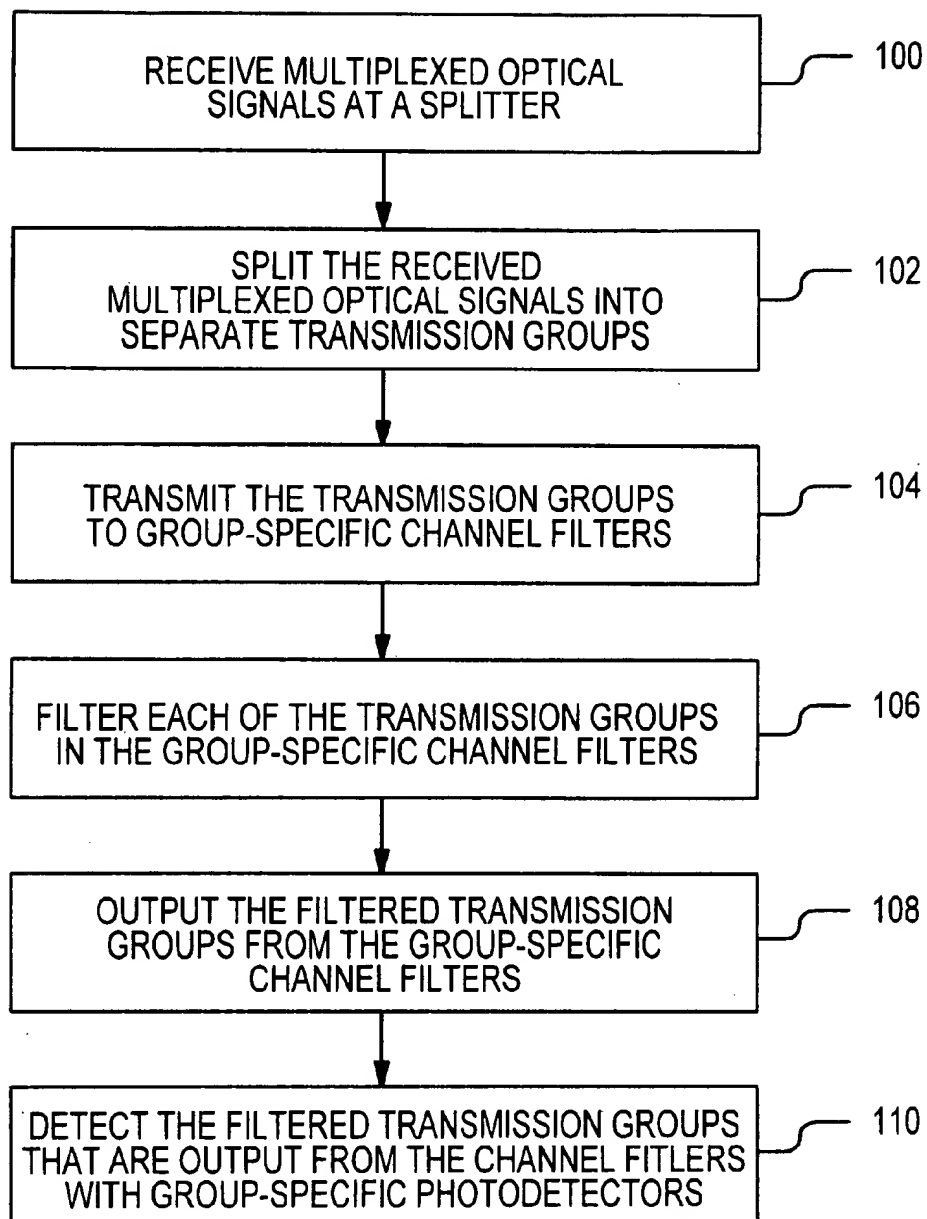 RECEIVE MULTIPLEXED OPTICAL
SIGNALS AT A SPLITTER
100
SPLIT THE RECEIVED
MULTIPLEXED OPTICAL SIGNALS INTO
SEPARATE TRANSMISSION GROUPS
102
TRANSMIT THE TRANSMISSION GROUPS
TO GROUP-SPECIFIC CHANNEL FILTERS
104
FILTER EACH OF THE TRANSMISSION GROUPS
IN THE GROUP-SPECIFIC CHANNEL FILTERS
106
OUTPUT THE FILTERED TRANSMISSION
GROUPS FROM THE GROUP-SPECIFIC
CHANNEL FILTERS
108
DETECT THE FILTERED TRANSMISSION GROUPS
THAT ARE OUTPUT FROM THE CHANNEL FITLERS
WITH GROUP-SPECIFIC PHOTODETECTORS
110